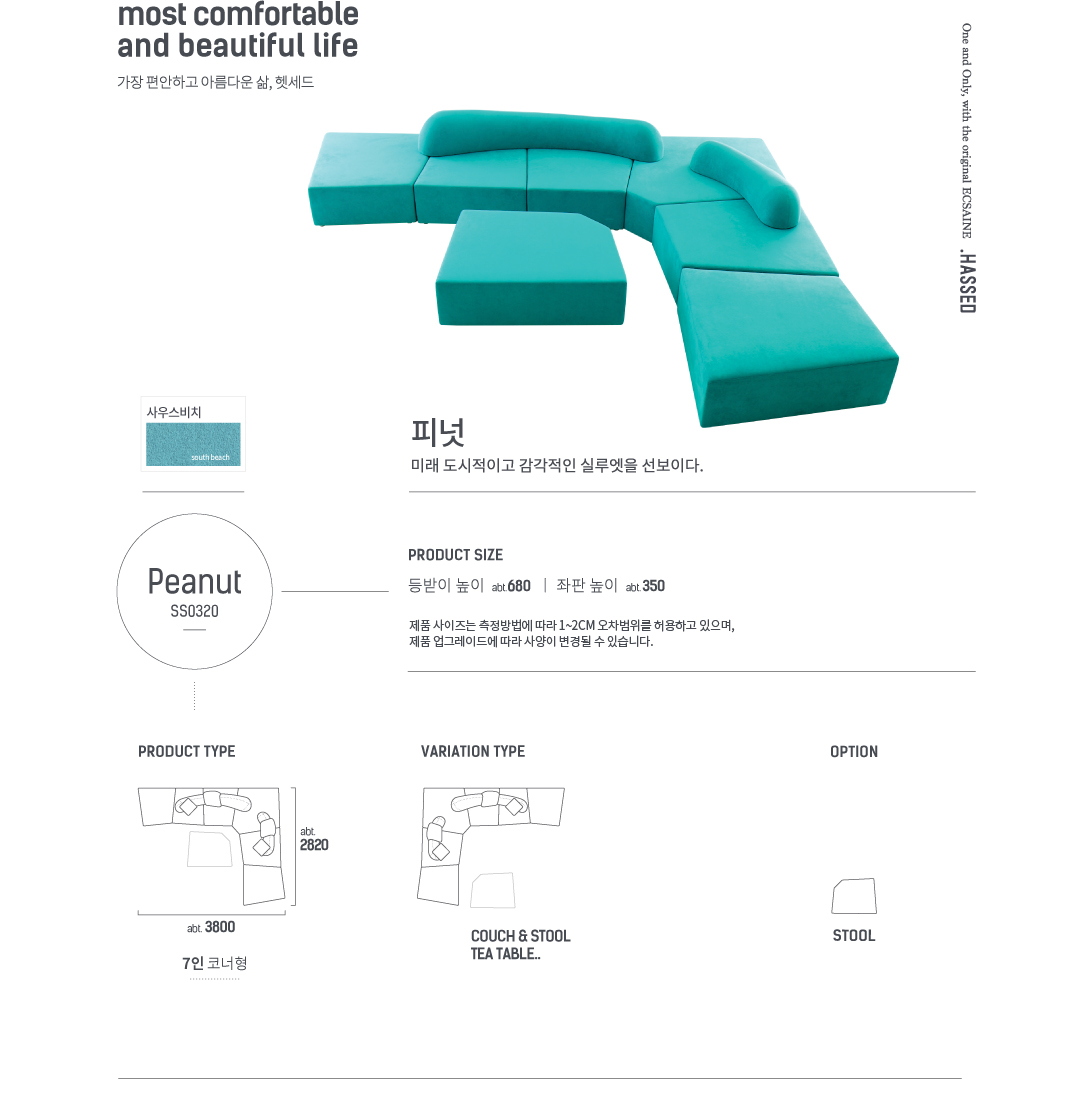 most comfortable
and beautiful life
가장 편안하고 아름다운 삶, 헷세드
One and Only, with the original ECSAINE .HASSED
사우스비치
south beach
피넛
미래 도시적이고 감각적인 실루엣을 선보이다.
Peanut
SS0320
PRODUCT SIZE
등받이 높이 abt.680 | 좌판 높이 abt.350
제품 사이즈는 측정방법에 따라 1~2CM 오차범위를 허용하고 있으며,
제품 업그레이드에 따라 사양이 변경될 수 있습니다.
PRODUCT TYPE
abt.
2820
abt. 3800
7인 코너형
VARIATION TYPE
COUCH & STOOL
TEA TABLE..
OPTION
STOOL